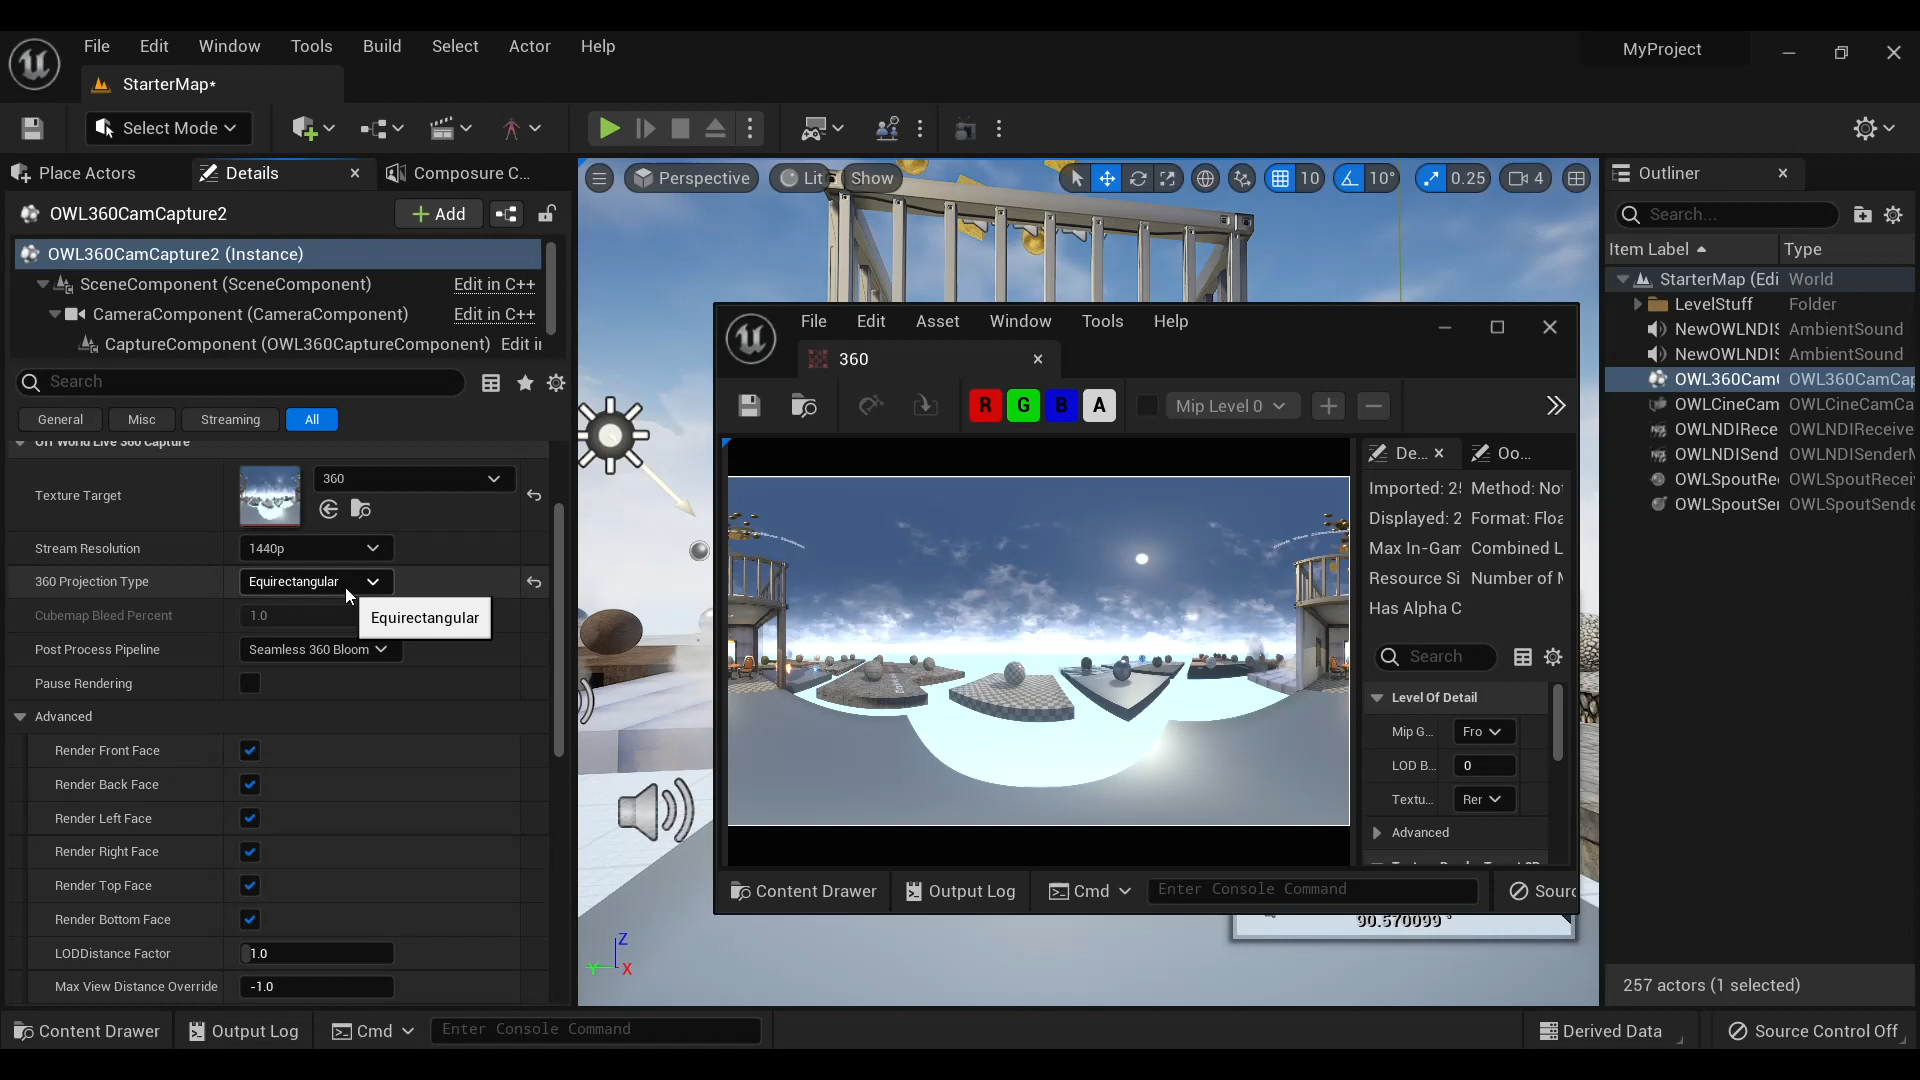 File Edit Window Tools Build Select Actor Help
MyProject
StarterMap*
Select Mode
Place Actors
Details
Composure C...
OWL360CamCapture2
Add
OWL360CamCapture2 (Instance)
SceneComponent (SceneComponent) Edit in C++
CameraComponent (CameraComponent) Edit in C++
CaptureComponent (OWL360CaptureComponent) Edit i
Search
General Misc Streaming All
Off World Live 360 Capture
Texture Target
360
Stream Resolution 1440p
360 Projection Type Equirectangular
Equirectangular
Cubemap Bleed Percent 1.0
Post Process Pipeline Seamless 360 Bloom
Pause Rendering
Advanced
Render Front Face
Render Back Face
Render Left Face
Render Right Face
Render Top Face
Render Bottom Face
LODDistance Factor 1.0
Max View Distance Override -1.0
Perspective Lit Show 10 10° 0.25 4
File Edit Asset Window Tools Help
360
R G B A Mip Level 0
De... Oo...
Imported: 2 Method: No
Displayed: 2 Format: Floa
Max In-Gam Combined L
Resource Si Number of
Has Alpha C
Search
Level Of Detail
Mip G... Fro
LOD B... 0
Textu... Rer
Advanced
Content Drawer Output Log Cmd Enter Console Command Sourc
90.570099 °
Z
Y X
Outliner
Search...
Item Label Type
StarterMap (Edi World
LevelStuff Folder
NewOWLNDIS AmbientSound
NewOWLNDIS AmbientSound
OWL360Cam OWL360CamCap
OWLCineCam OWLCineCamCa
OWLNDIRece OWLNDIReceive
OWLNDISend OWLNDISenderM
OWLSpoutRe OWLSpoutRecei
OWLSpoutSe OWLSpoutSende
257 actors (1 selected)
Content Drawer Output Log Cmd Enter Console Command
Derived Data Source Control Off